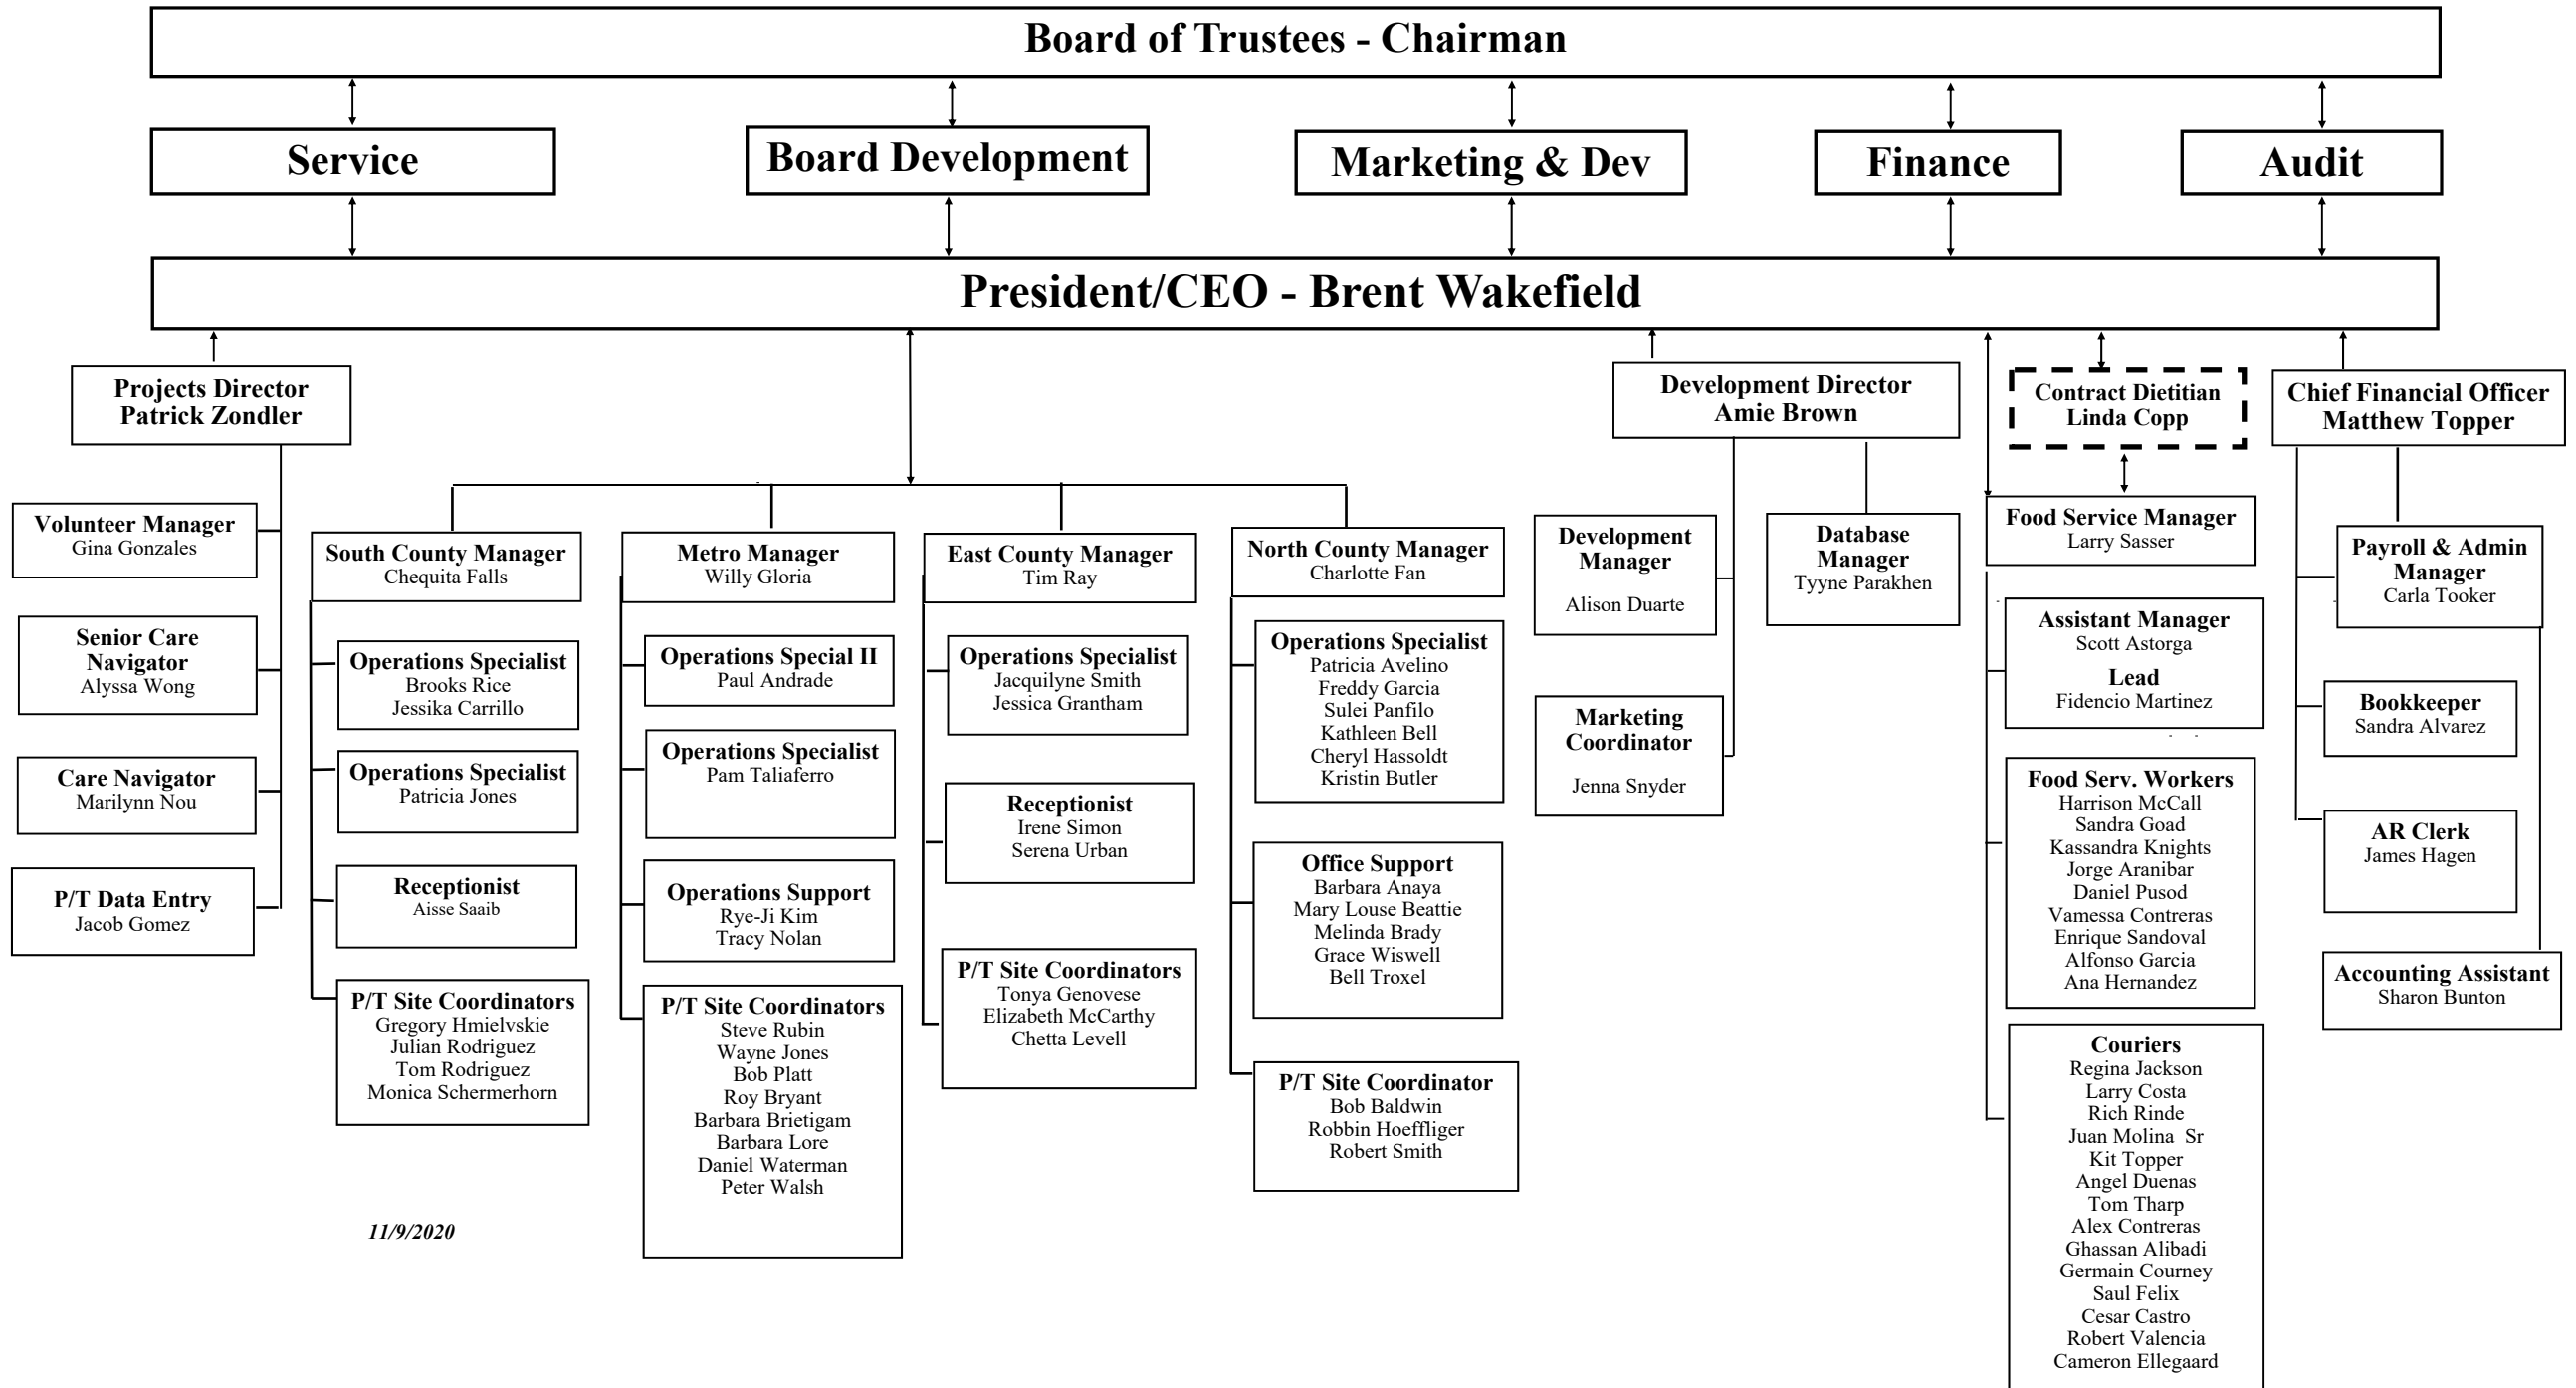 Board of Trustees - Chairman
Service
Board Development
Marketing & Dev
Finance
Audit
President/CEO - Brent Wakefield
Projects Director
Patrick Zondler
Volunteer Manager
Gina Gonzales
Senior Care
Navigator
Alyssa Wong
Care Navigator
Marilynn Nou
P/T Data Entry
Jacob Gomez
South County Manager
Chequita Falls
Operations Specialist
Brooks Rice
Jessika Carrillo
Operations Specialist
Patricia Jones
Receptionist
Aisse Saaib
P/T Site Coordinators
Gregory Hmielvskie
Julian Rodriguez
Tom Rodriguez
Monica Schermerhorn
Metro Manager
Willy Gloria
Operations Special II
Paul Andrade
Operations Specialist
Pam Taliaferro
Operations Support
Rye-Ji Kim
Tracy Nolan
P/T Site Coordinators
Steve Rubin
Wayne Jones
Bob Platt
Roy Bryant
Barbara Brietigam
Barbara Lore
Daniel Waterman
Peter Walsh
East County Manager
Tim Ray
Operations Specialist
Jacquilyne Smith
Jessica Grantham
Receptionist
Irene Simon
Serena Urban
P/T Site Coordinators
Tonya Genovese
Elizabeth McCarthy
Chetta Levell
North County Manager
Charlotte Fan
Operations Specialist
Patricia Avelino
Freddy Garcia
Sulei Panfilo
Kathleen Bell
Cheryl Hassoldt
Kristin Butler
Office Support
Barbara Anaya
Mary Louse Beattie
Melinda Brady
Grace Wiswell
Bell Troxel
P/T Site Coordinator
Bob Baldwin
Robbin Hoeffliger
Robert Smith
Development Director
Amie Brown
Development
Manager
Alison Duarte
Marketing
Coordinator
Jenna Snyder
Database
Manager
Tyyne Parakhen
Contract Dietitian
Linda Copp
Food Service Manager
Larry Sasser
Assistant Manager
Scott Astorga
Lead
Fidencio Martinez
Food Serv. Workers
Harrison McCall
Sandra Goad
Kassandra Knights
Jorge Aranibar
Daniel Pusod
Vamessa Contreras
Enrique Sandoval
Alfonso Garcia
Ana Hernandez
Couriers
Regina Jackson
Larry Costa
Rich Rinde
Juan Molina  Sr
Kit Topper
Angel Duenas
Tom Tharp
Alex Contreras
Ghassan Alibadi
Germain Courney
Saul Felix
Cesar Castro
Robert Valencia
Cameron Ellegaard
Chief Financial Officer
Matthew Topper
Payroll & Admin
Manager
Carla Tooker
Bookkeeper
Sandra Alvarez
AR Clerk
James Hagen
Accounting Assistant
Sharon Bunton
11/9/2020